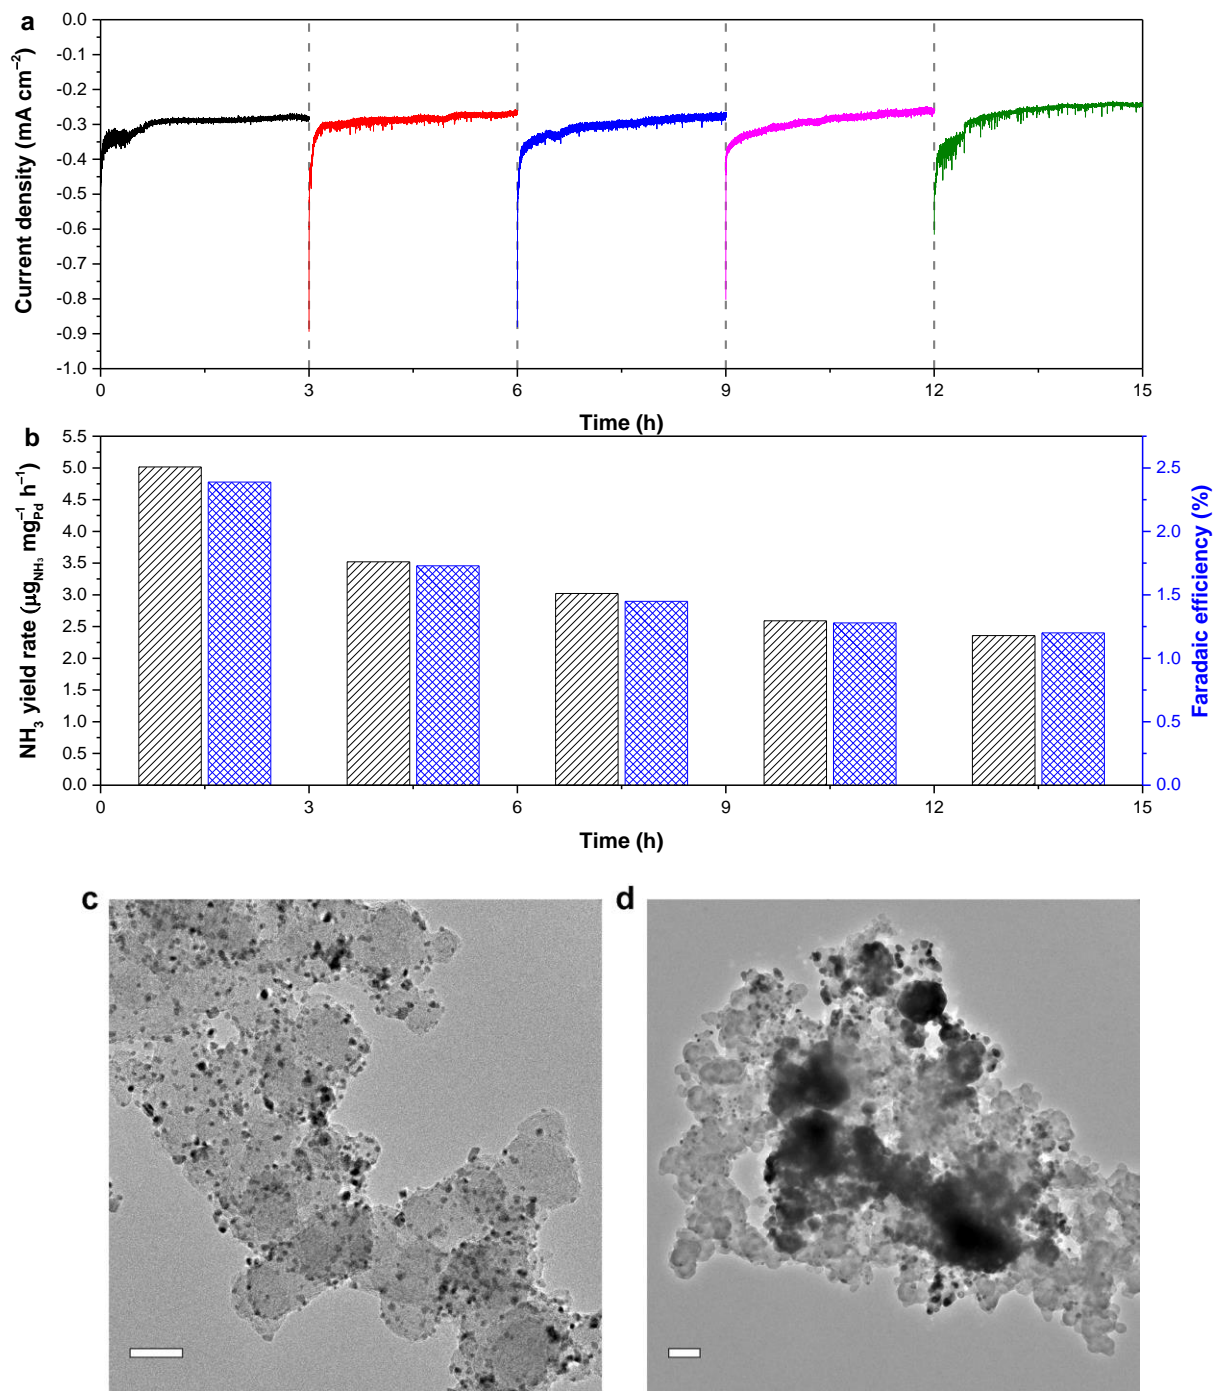 a
Current density (mA cm⁻²)
0.0
-0.1
-0.2
-0.3
-0.4
-0.5
-0.6
-0.7
-0.8
-0.9
-1.0
0 3 6 9 12 15
Time (h)
b
NH₃ yield rate (μg_NH₃ mg⁻¹_Pd h⁻¹)
5.5
5.0
4.5
4.0
3.5
3.0
2.5
2.0
1.5
1.0
0.5
0.0
Faradaic efficiency (%)
2.5
2.0
1.5
1.0
0.5
0.0
0 3 6 9 12 15
Time (h)
c d